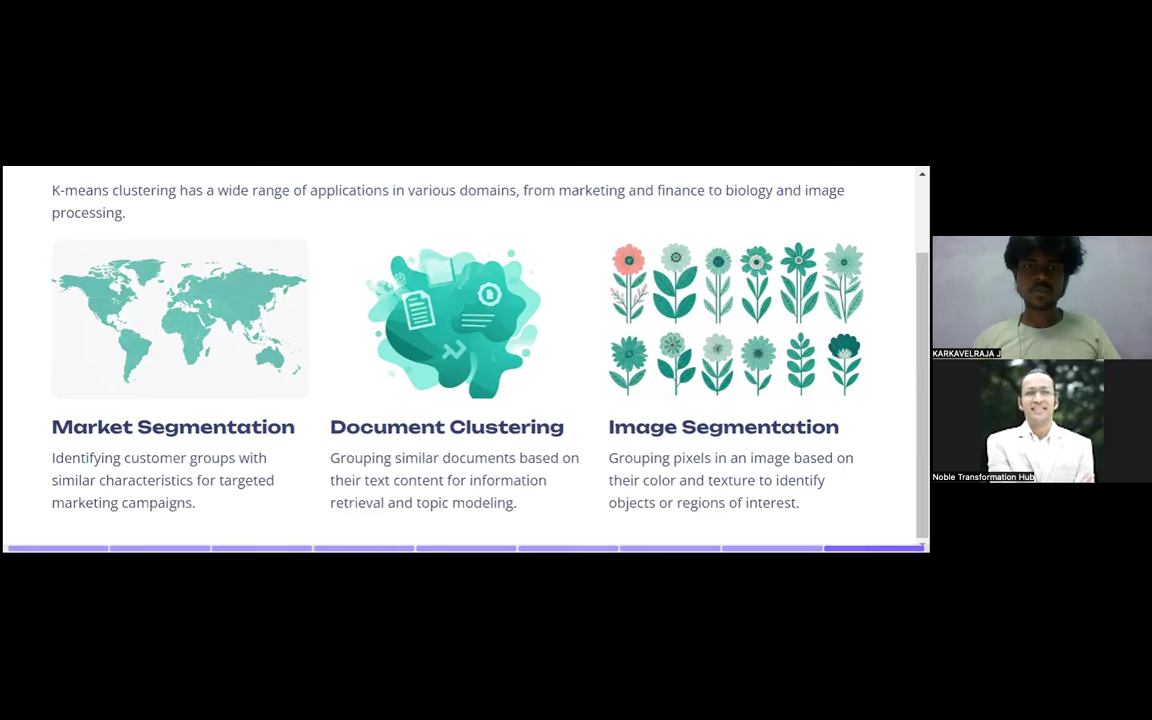 K-means clustering has a wide range of applications in various domains, from marketing and finance to biology and image
processing.
Market Segmentation
Identifying customer groups with
similar characteristics for targeted
marketing campaigns.
Document Clustering
Grouping similar documents based on
their text content for information
retrieval and topic modeling.
Image Segmentation
Grouping pixels in an image based on
their color and texture to identify
objects or regions of interest.
KARKAVELRAJA J
Noble Transformation Hub